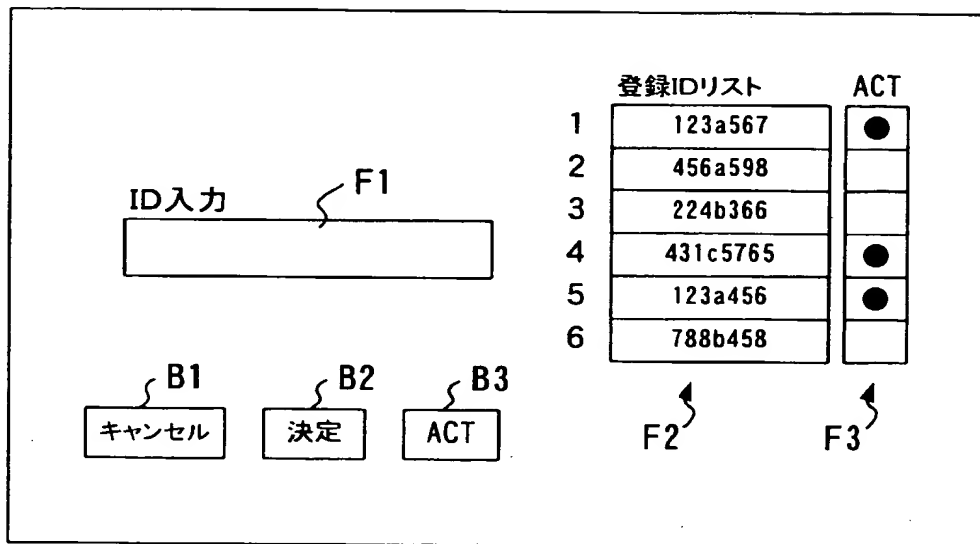 登録IDリスト ACT
1 123a567 ●
2 456a598
3 224b366
4 431c5765 ●
5 123a456 ●
6 788b458
F2 F3
F1
ID入力
B1 B2 B3
キャンセル 決定 ACT